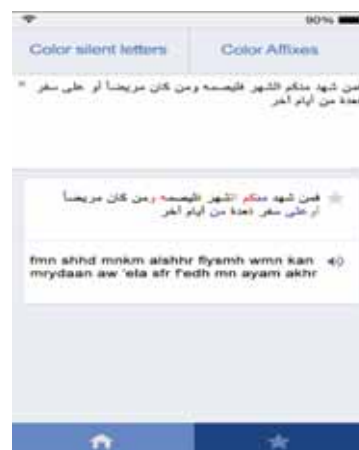 90%
Color silent letters
Color Affixes
فمن شهد منكم الشهر فليصمه ومن كان مريضاً أو على سفر
فعدة من أيام أخر
فمن شهد منكم الشهر فليصمه ومن كان مريضاً
أو على سفر فعدة من أيام أخر
fmn shhd mnkm alshhr flysmh wmn kan
mrydaan aw 'ela sfr f'edh mn ayam akhr